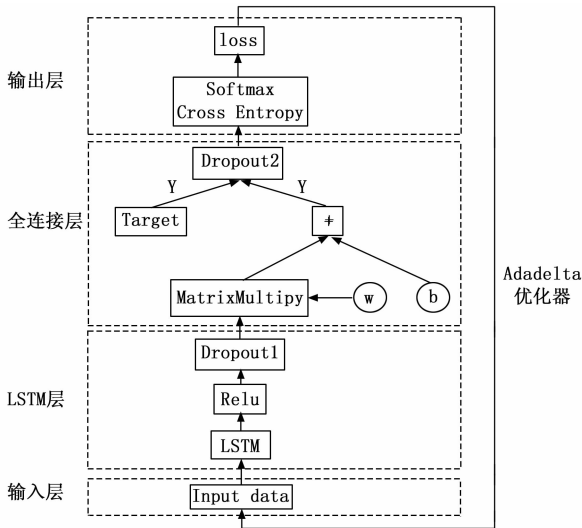 loss
输出层
Softmax
Cross Entropy
Dropout2
Y
Y
全连接层
Target
+
Adadelta
优化器
MatrixMultipy
w
b
Dropout1
LSTM层
Relu
LSTM
输入层
Input data